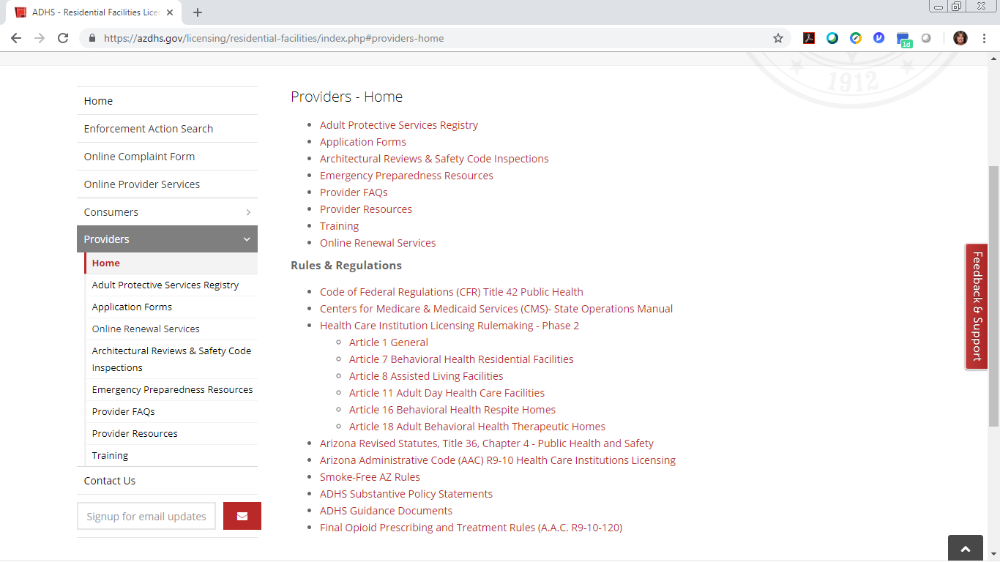 ADHS - Residential Facilities Lice
https://azdhs.gov/licensing/residential-facilities/index.php#providers-home
1d
1912
Home
Enforcement Action Search
Online Complaint Form
Online Provider Services
Consumers
Providers
Home
Adult Protective Services Registry
Application Forms
Online Renewal Services
Architectural Reviews & Safety Code
Inspections
Emergency Preparedness Resources
Provider FAQs
Provider Resources
Training
Contact Us
Signup for email updates
Providers - Home
Adult Protective Services Registry
Application Forms
Architectural Reviews & Safety Code Inspections
Emergency Preparedness Resources
Provider FAQs
Provider Resources
Training
Online Renewal Services
Rules & Regulations
Code of Federal Regulations (CFR) Title 42 Public Health
Centers for Medicare & Medicaid Services (CMS)- State Operations Manual
Health Care Institution Licensing Rulemaking - Phase 2
Article 1 General
Article 7 Behavioral Health Residential Facilities
Article 8 Assisted Living Facilities
Article 11 Adult Day Health Care Facilities
Article 16 Behavioral Health Respite Homes
Article 18 Adult Behavioral Health Therapeutic Homes
Arizona Revised Statutes, Title 36, Chapter 4 - Public Health and Safety
Arizona Administrative Code (AAC) R9-10 Health Care Institutions Licensing
Smoke-Free AZ Rules
ADHS Substantive Policy Statements
ADHS Guidance Documents
Final Opioid Prescribing and Treatment Rules (A.A.C. R9-10-120)
Feedback & Support